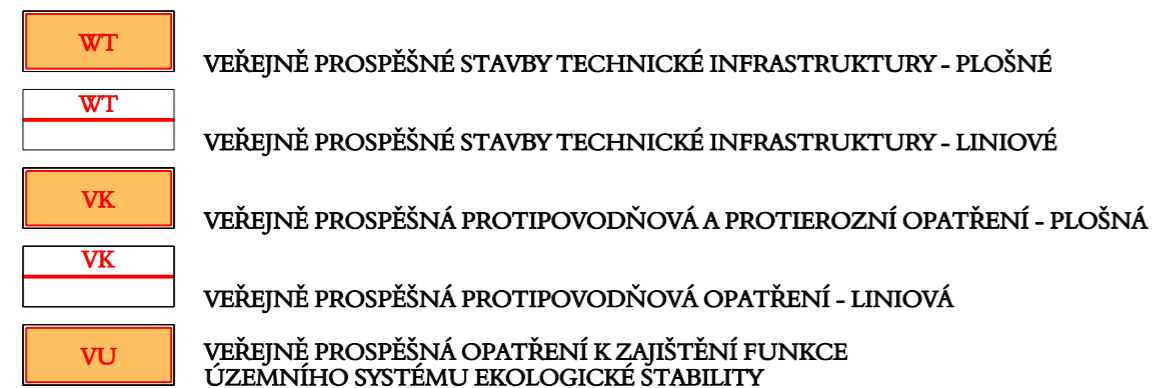 WT
VEŘEJNĚ PROSPĚŠNÉ STAVBY TECHNICKÉ INFRASTRUKTURY - PLOŠNÉ
WT
VEŘEJNĚ PROSPĚŠNÉ STAVBY TECHNICKÉ INFRASTRUKTURY - LINIOVÉ
VK
VEŘEJNĚ PROSPĚŠNÁ PROTIPOVODŇOVÁ A PROTIEROZNÍ OPATŘENÍ - PLOŠNÁ
VK
VEŘEJNĚ PROSPĚŠNÁ PROTIPOVODŇOVÁ OPATŘENÍ - LINIOVÁ
VU
VEŘEJNĚ PROSPĚŠNÁ OPATŘENÍ K ZAJIŠTĚNÍ FUNKCE
ÚZEMNÍHO SYSTÉMU EKOLOGICKÉ STABILITY